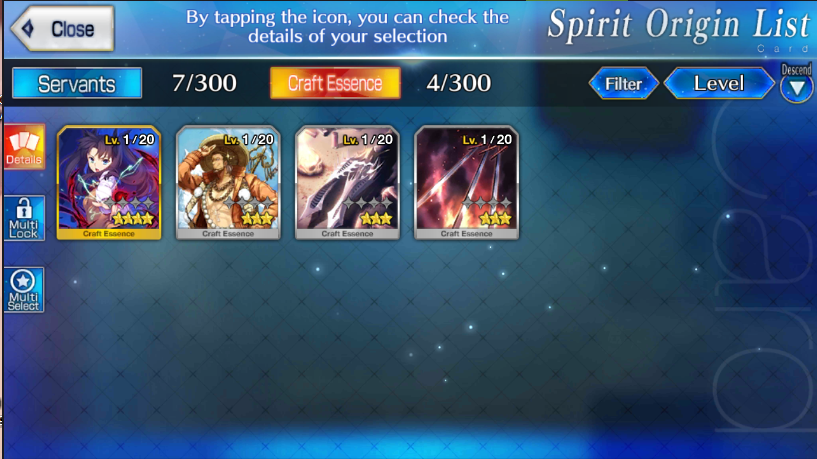 Close
By tapping the icon, you can check the
details of your selection
Spirit Origin List
Card
Servants
7/300
Craft Essence
4/300
Filter
Level
Descend
Details
Multi
Lock
Multi
Select
Lv. 1/20
Craft Essence
Lv. 1/20
Craft Essence
Lv. 1/20
Craft Essence
Lv. 1/20
Craft Essence
Card